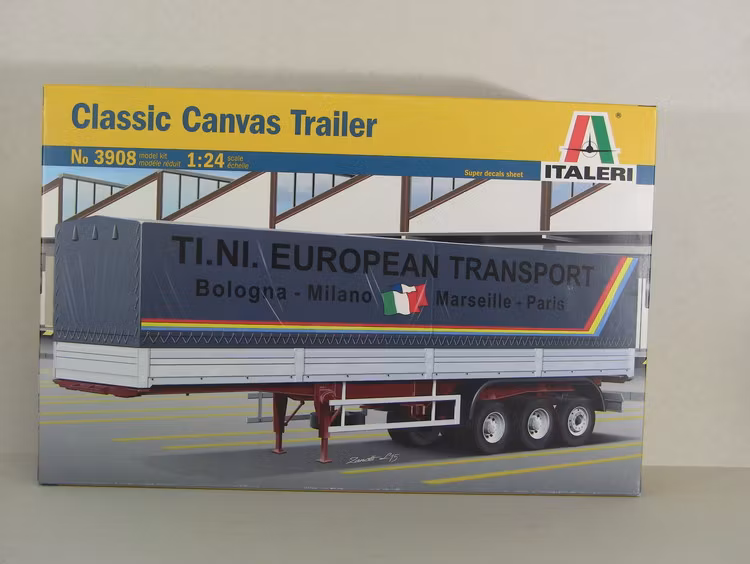 Classic Canvas Trailer
®
No 3908 model kit
modèle réduit 1:24 scale
échelle
Super decals sheet
ITALERI
TI.NI. EUROPEAN TRANSPORT
Bologna - Milano Marseille - Paris